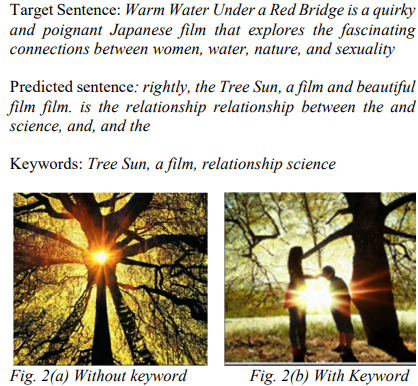 Target Sentence: Warm Water Under a Red Bridge is a quirky
and poignant Japanese film that explores the fascinating
connections between women, water, nature, and sexuality
Predicted sentence: rightly, the Tree Sun, a film and beautiful
film film. is the relationship relationship between the and
science, and, and the
Keywords: Tree Sun, a film, relationship science
Fig. 2(a) Without keyword
Fig. 2(b) With Keyword